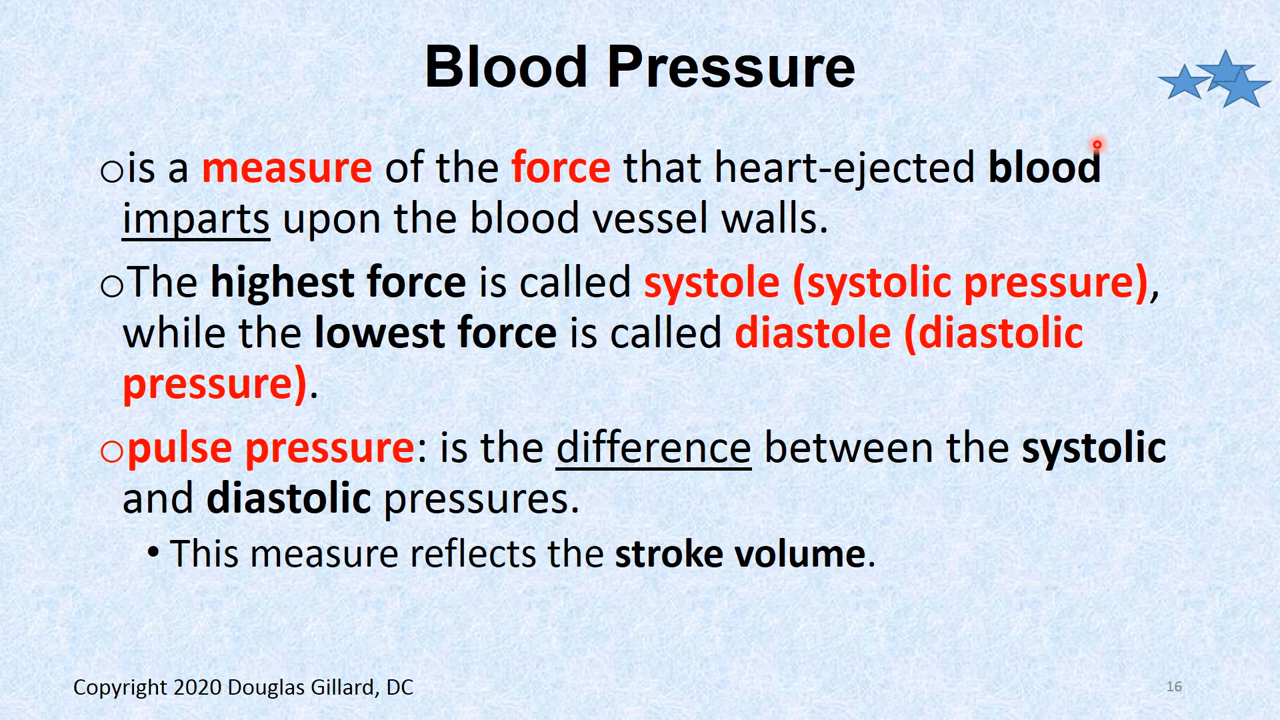 Blood Pressure
○is a measure of the force that heart-ejected blood
imparts upon the blood vessel walls.
○The highest force is called systole (systolic pressure),
while the lowest force is called diastole (diastolic
pressure).
○pulse pressure: is the difference between the systolic
and diastolic pressures.
• This measure reflects the stroke volume.
Copyright 2020 Douglas Gillard, DC
16